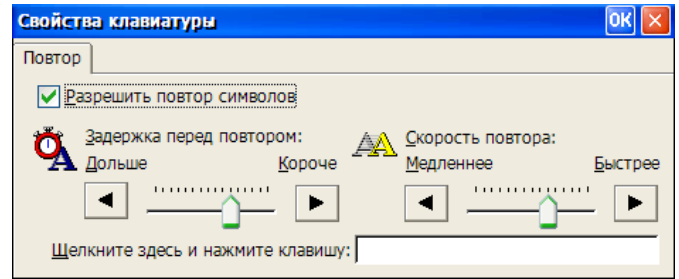 Свойства клавиатуры OK
Повтор
Разрешить повтор символов
Задержка перед повтором: Скорость повтора:
Дольше Короче Медленнее Быстрее
Щелкните здесь и нажмите клавишу: